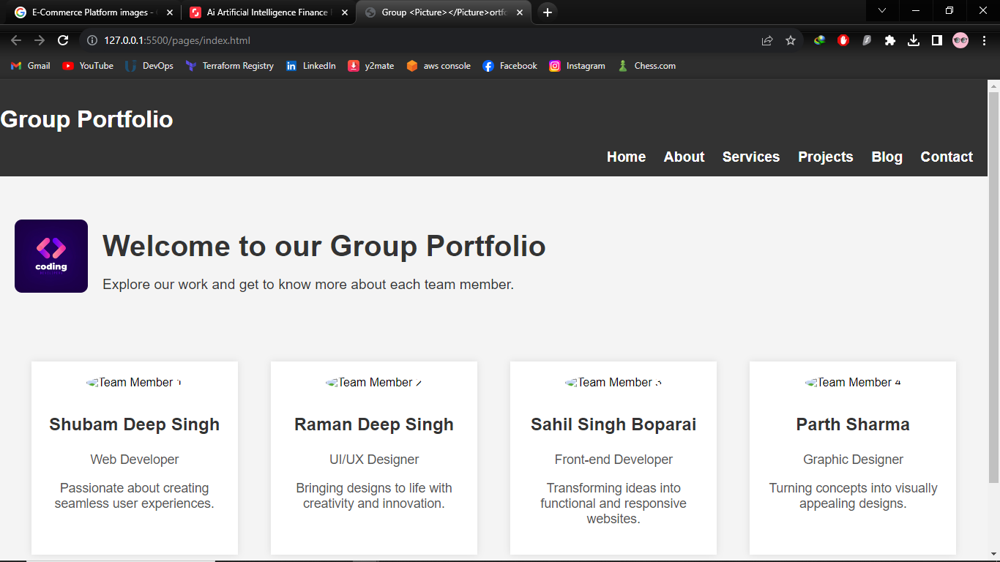 E-Commerce Platform images -
Ai Artificial Intelligence Finance
Group <Picture></Picture>ortf
127.0.0.1:5500/pages/index.html
Gmail
YouTube
DevOps
Terraform Registry
LinkedIn
y2mate
aws console
Facebook
Instagram
Chess.com
Group Portfolio
Home About Services Projects Blog Contact
coding
Welcome to our Group Portfolio
Explore our work and get to know more about each team member.
Team Member 1
Shubam Deep Singh
Web Developer
Passionate about creating
seamless user experiences.
Team Member 2
Raman Deep Singh
UI/UX Designer
Bringing designs to life with
creativity and innovation.
Team Member 3
Sahil Singh Boparai
Front-end Developer
Transforming ideas into
functional and responsive
websites.
Team Member 4
Parth Sharma
Graphic Designer
Turning concepts into visually
appealing designs.